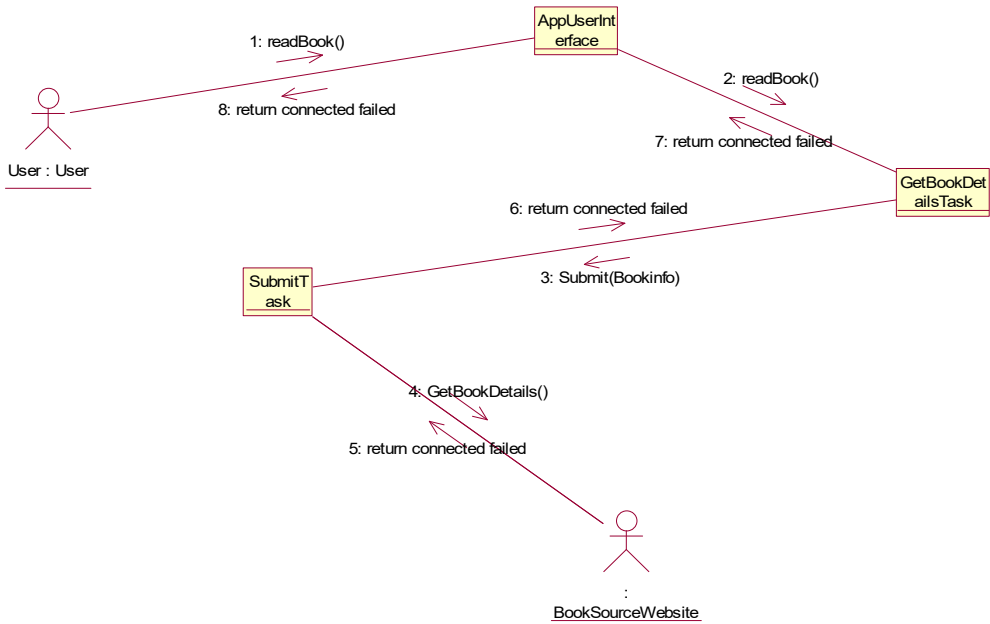 AppUserInt
erface
1: readBook()
8: return connected failed
2: readBook()
7: return connected failed
User : User
GetBookDet
ailsTask
6: return connected failed
3: Submit(Bookinfo)
SubmitT
ask
4: GetBookDetails()
5: return connected failed
:
BookSourceWebsite